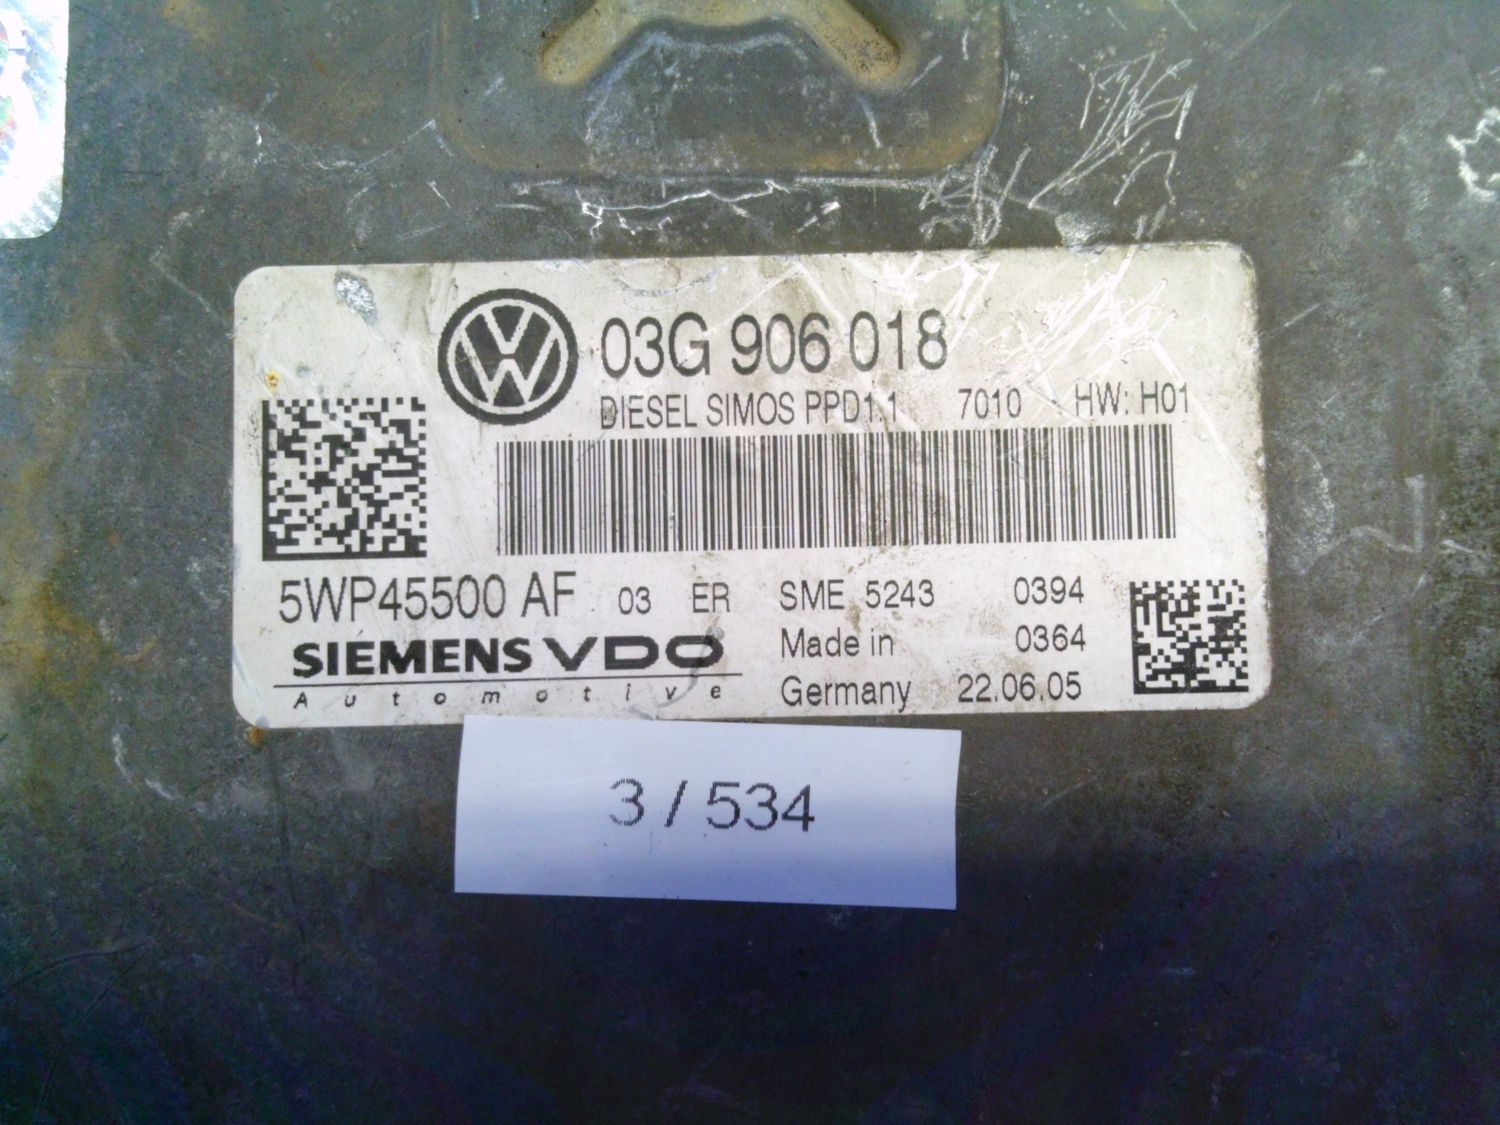 03G 906 018
DIESEL SIMOS PPD1.1 7010 HW: H01
5WP45500 AF 03 ER SME 5243 0394
SIEMENS VDO Made in 0364
Automotive Germany 22.06.05
3 / 534